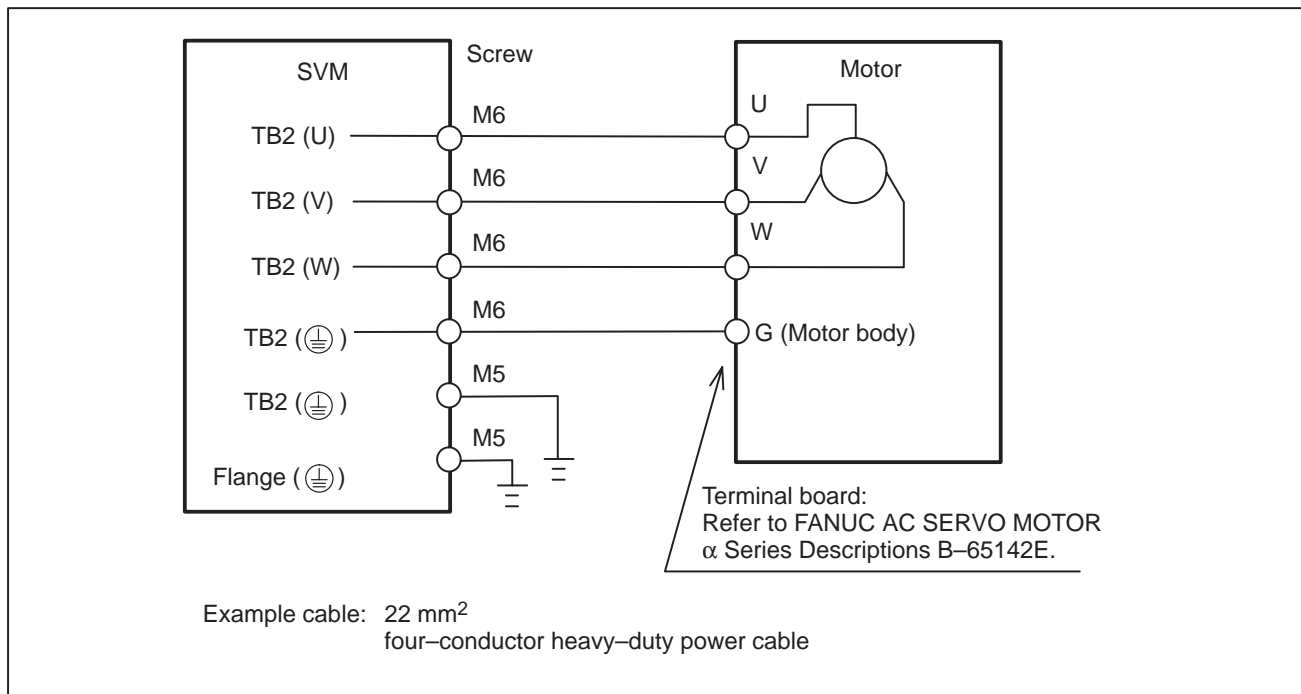 SVM
Screw
Motor
TB2 (U)
M6
U
TB2 (V)
M6
V
TB2 (W)
M6
W
TB2 (⏚)
M6
G (Motor body)
TB2 (⏚)
M5
Flange (⏚)
M5
Terminal board:
Refer to FANUC AC SERVO MOTOR
α Series Descriptions B–65142E.
Example cable: 22 mm²
four–conductor heavy–duty power cable